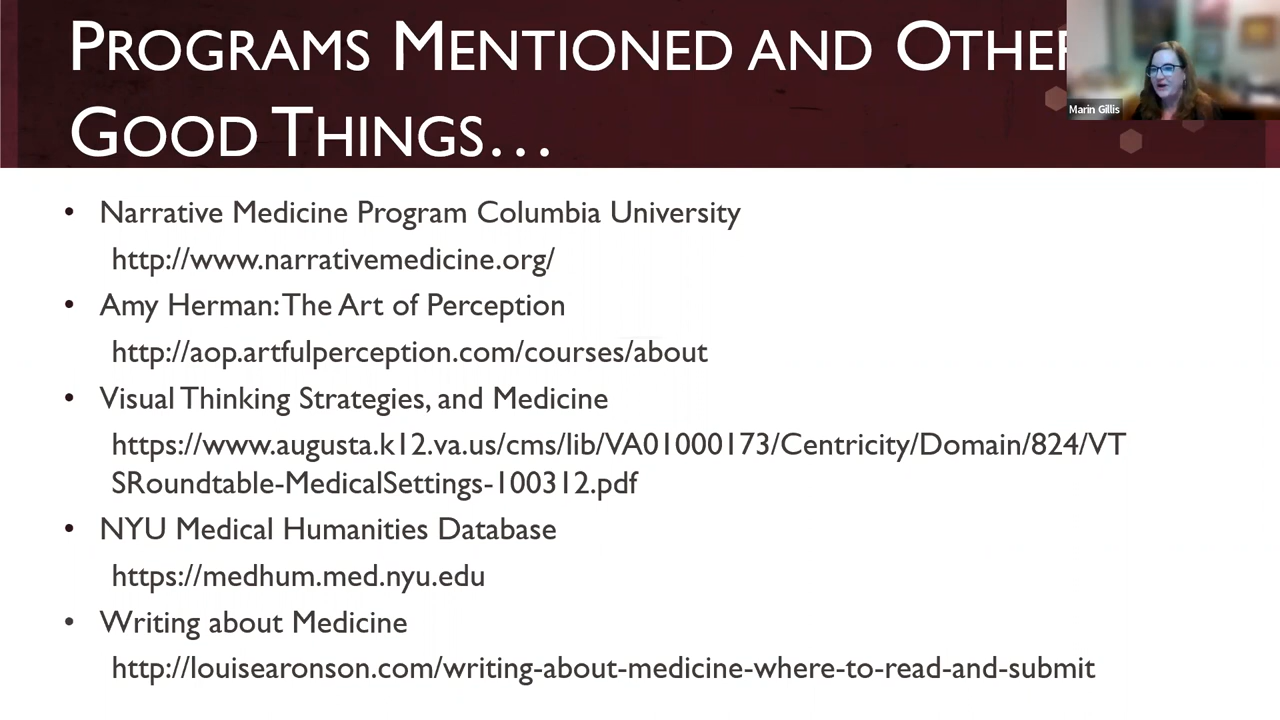 PROGRAMS MENTIONED AND OTHER
GOOD THINGS…
Marin Gillis
• Narrative Medicine Program Columbia University
http://www.narrativemedicine.org/
• Amy Herman: The Art of Perception
http://aop.artfulperception.com/courses/about
• Visual Thinking Strategies, and Medicine
https://www.augusta.k12.va.us/cms/lib/VA01000173/Centricity/Domain/824/VT
SRoundtable-MedicalSettings-100312.pdf
• NYU Medical Humanities Database
https://medhum.med.nyu.edu
• Writing about Medicine
http://louisearonson.com/writing-about-medicine-where-to-read-and-submit